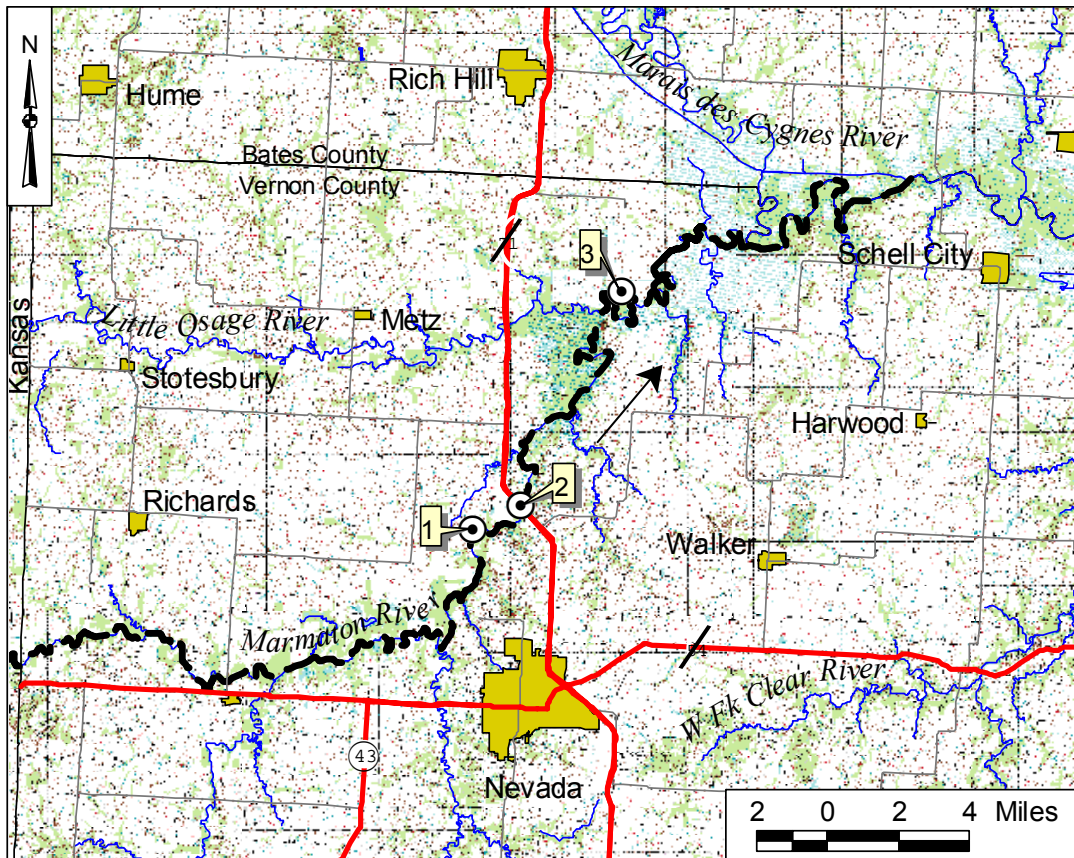 N
Hume
Rich Hill
Marais des Cygnes River
Bates County
Vernon County
3
Schell City
Kansas
Little Osage River
Metz
Stotesbury
Harwood
2
Richards
1
Walker
Marmaton River
W Fk Clear River
43
Nevada
2 0 2 4 Miles